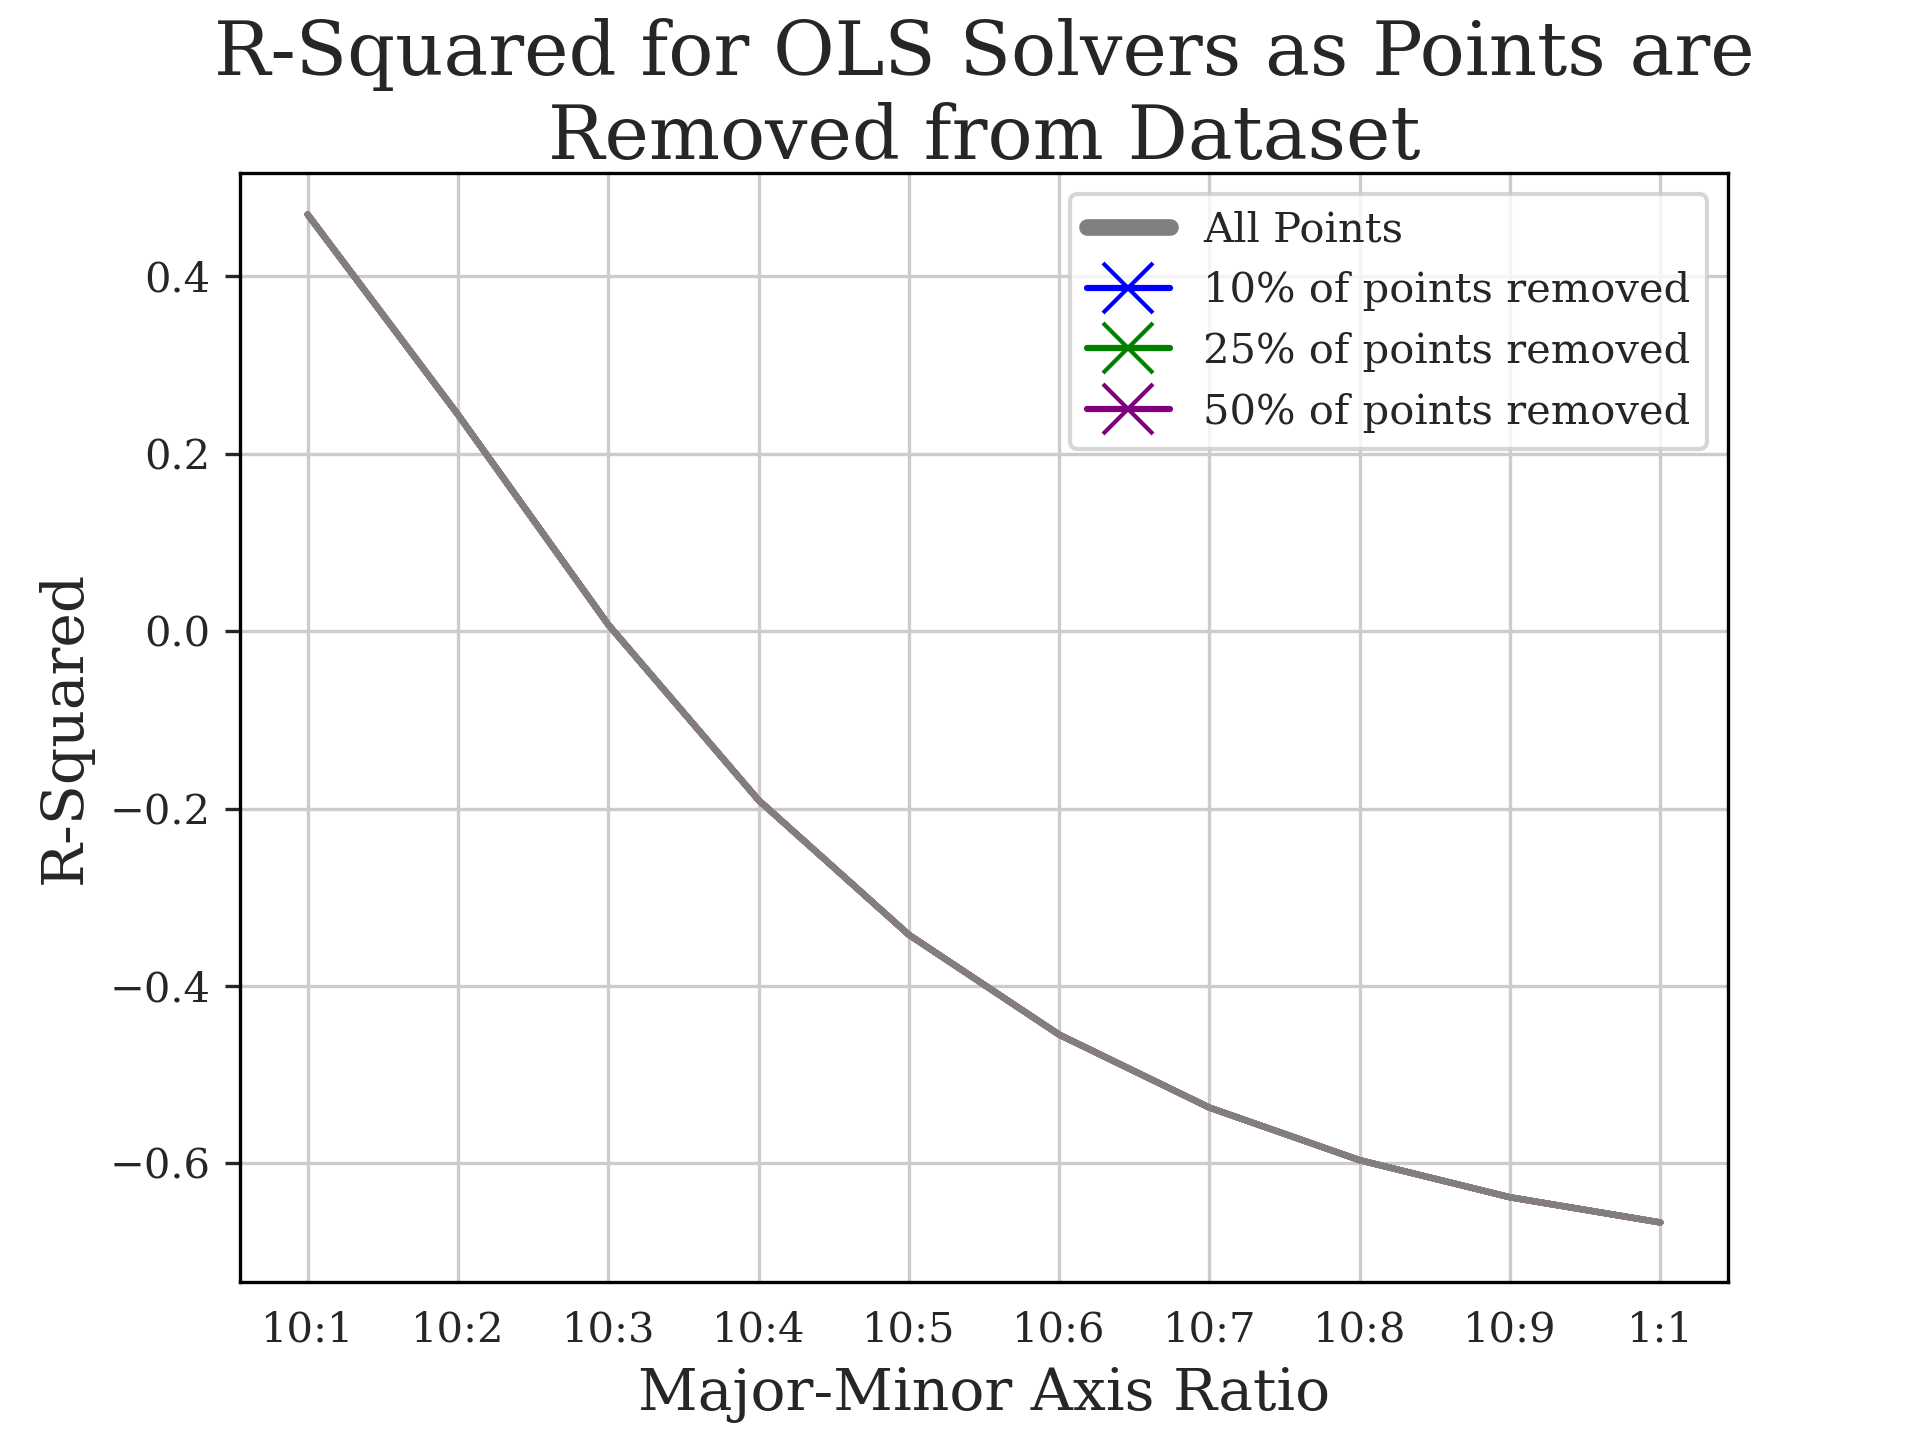 R-Squared for OLS Solvers as Points are
Removed from Dataset
All Points
10% of points removed
25% of points removed
50% of points removed
R-Squared
0.4
0.2
0.0
−0.2
−0.4
−0.6
10:1 10:2 10:3 10:4 10:5 10:6 10:7 10:8 10:9 1:1
Major-Minor Axis Ratio